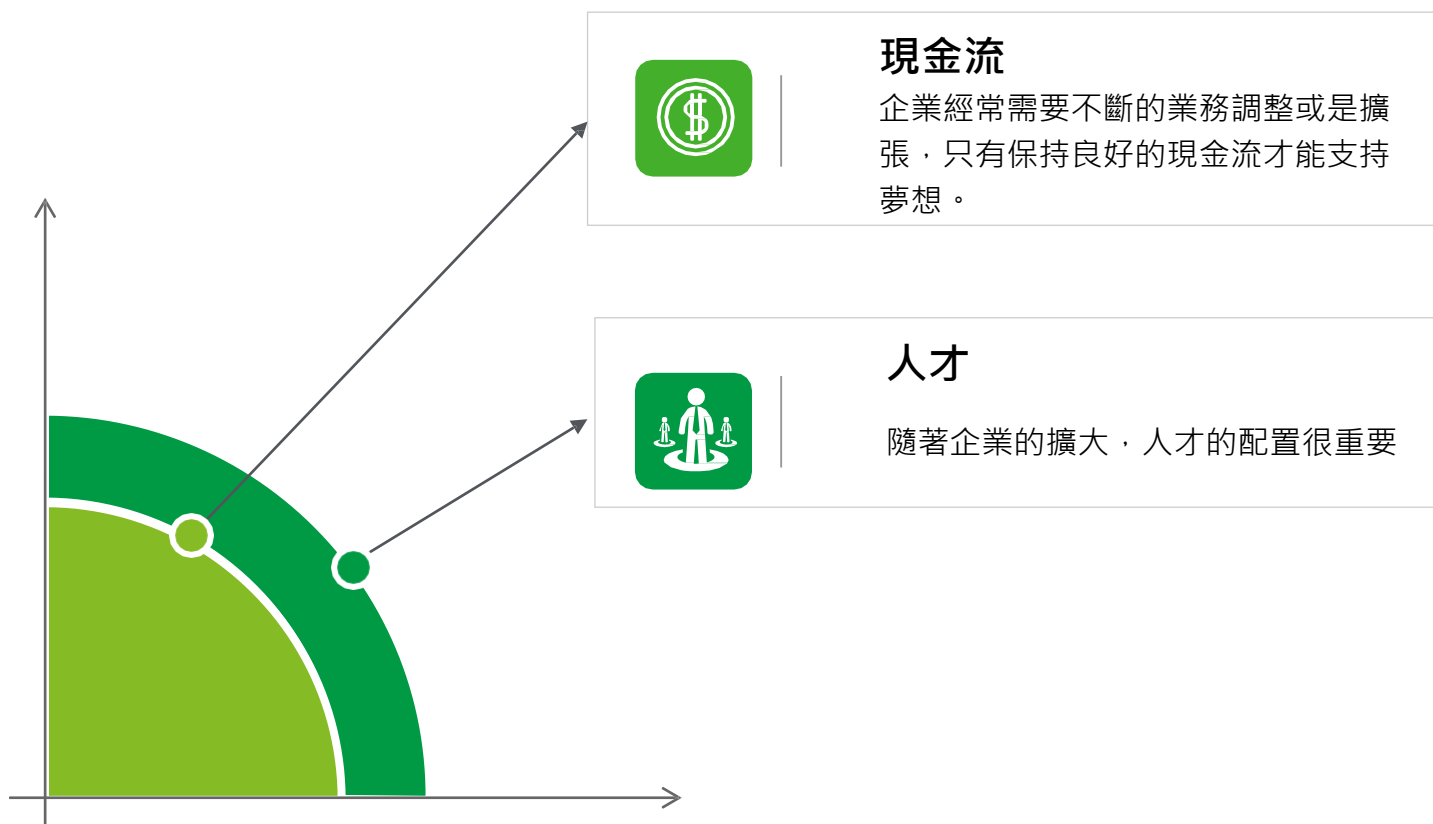 現金流
企業經常需要不斷的業務調整或是擴
張，只有保持良好的現金流才能支持
夢想。
人才
隨著企業的擴大，人才的配置很重要